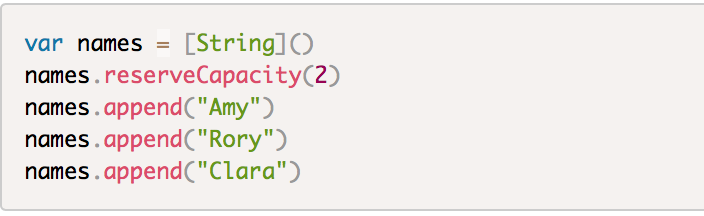 var names = [String]()
names.reserveCapacity(2)
names.append("Amy")
names.append("Rory")
names.append("Clara")